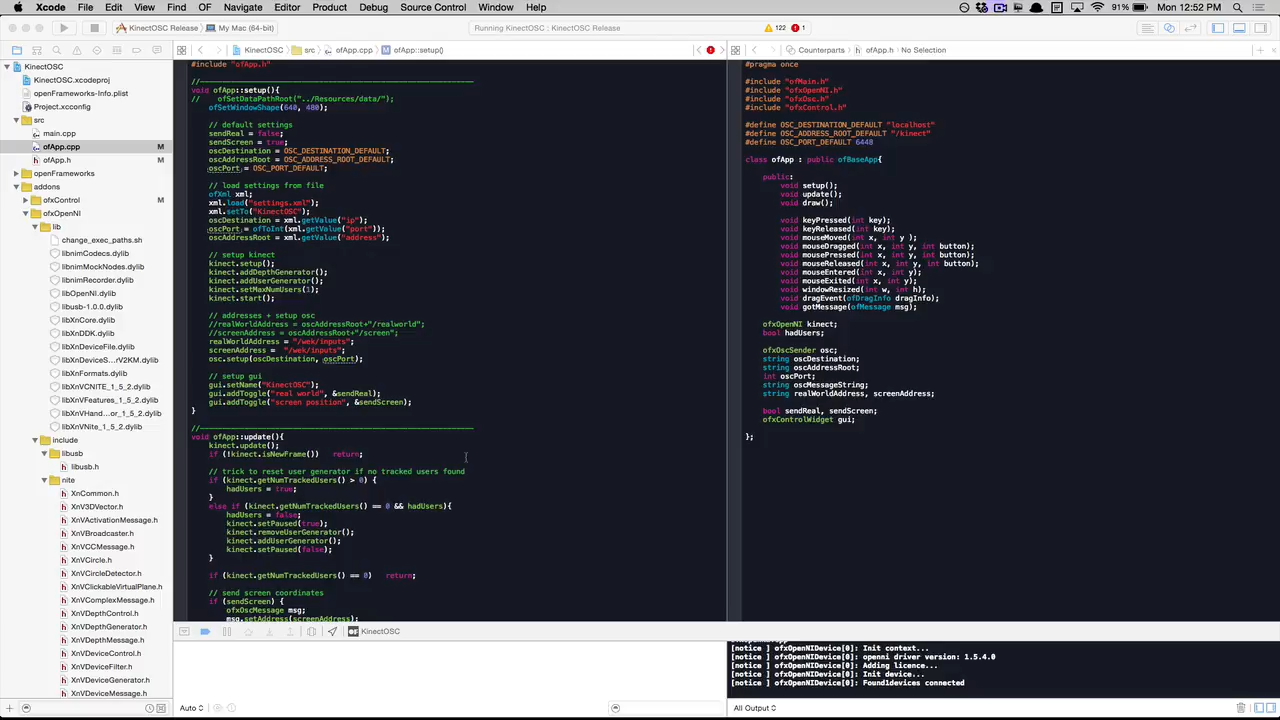 Xcode File Edit View Find OF Navigate Editor Product Debug Source Control Window Help
91% Mon 12:52 PM
KinectOSC Release My Mac (64-bit)
Running KinectOSC : KinectOSC Release
122 1
KinectOSC src ofApp.cpp ofApp::setup()
Counterparts ofApp.h No Selection
KinectOSC
KinectOSC.xcodeproj
openFrameworks-Info.plist
Project.xcconfig
src
main.cpp
ofApp.cpp M
ofApp.h M
openFrameworks
addons
ofxControl M
ofxOpenNI
lib
change_exec_paths.sh
libnimCodecs.dylib
libnimMockNodes.dylib
libnimRecorder.dylib
libOpenNI.dylib
libusb-1.0.0.dylib
libXnCore.dylib
libXnDDK.dylib
libXnDeviceFile.dylib
libXnDeviceS...rV2KM.dylib
libXnFormats.dylib
libXnVCNITE_1_5_2.dylib
libXnVFeatures_1_5_2.dylib
libXnVHand...or_1_5_2.dylib
libXnVNite_1_5_2.dylib
include
libusb
libusb.h
nite
XnCommon.h
XnV3DVector.h
XnVActivationMessage.h
XnVBroadcaster.h
XnVCCMessage.h
XnVCircle.h
XnVCircleDetector.h
XnVClickableVirtualPlane.h
XnVComplexMessage.h
XnVDepthControl.h
XnVDepthGenerator.h
XnVDepthMessage.h
XnVDeviceControl.h
XnVDeviceFilter.h
XnVDeviceGenerator.h
XnVDeviceMessage.h
#include "ofApp.h"
//--------------------------------------------------------------
void ofApp::setup(){
// ofSetDataPathRoot("../Resources/data/");
ofSetWindowShape(640, 480);
// default settings
sendReal = false;
sendScreen = true;
oscDestination = OSC_DESTINATION_DEFAULT;
oscAddressRoot = OSC_ADDRESS_ROOT_DEFAULT;
oscPort = OSC_PORT_DEFAULT;
// load settings from file
ofXml xml;
xml.load("settings.xml");
xml.setTo("KinectOSC");
oscDestination = xml.getValue("ip");
oscPort = ofToInt(xml.getValue("port"));
oscAddressRoot = xml.getValue("address");
// setup kinect
kinect.setup();
kinect.addDepthGenerator();
kinect.addUserGenerator();
kinect.setMaxNumUsers(1);
kinect.start();
// addresses + setup osc
//realWorldAddress = oscAddressRoot+"/realworld";
//screenAddress = oscAddressRoot+"/screen";
realWorldAddress = "/wek/inputs";
screenAddress = "/wek/inputs";
osc.setup(oscDestination, oscPort);
// setup gui
gui.setName("KinectOSC");
gui.addToggle("real world", &sendReal);
gui.addToggle("screen position", &sendScreen);
}
//--------------------------------------------------------------
void ofApp::update(){
kinect.update();
if (!kinect.isNewFrame()) return;
// trick to reset user generator if no tracked users found
if (kinect.getNumTrackedUsers() > 0) {
hadUsers = true;
}
else if (kinect.getNumTrackedUsers() == 0 && hadUsers){
hadUsers = false;
kinect.setPaused(true);
kinect.removeUserGenerator();
kinect.addUserGenerator();
kinect.setPaused(false);
}
if (kinect.getNumTrackedUsers() == 0) return;
// send screen coordinates
if (sendScreen) {
ofxOscMessage msg;
msg.setAddress(screenAddress);
#pragma once
#include "ofMain.h"
#include "ofxOpenNI.h"
#include "ofxOsc.h"
#include "ofxControl.h"
#define OSC_DESTINATION_DEFAULT "localhost"
#define OSC_ADDRESS_ROOT_DEFAULT "/kinect"
#define OSC_PORT_DEFAULT 6448
class ofApp : public ofBaseApp{
public:
void setup();
void update();
void draw();
void keyPressed(int key);
void keyReleased(int key);
void mouseMoved(int x, int y );
void mouseDragged(int x, int y, int button);
void mousePressed(int x, int y, int button);
void mouseReleased(int x, int y, int button);
void mouseEntered(int x, int y);
void mouseExited(int x, int y);
void windowResized(int w, int h);
void dragEvent(ofDragInfo dragInfo);
void gotMessage(ofMessage msg);
ofxOpenNI kinect;
bool hadUsers;
ofxOscSender osc;
string oscDestination;
string oscAddressRoot;
int oscPort;
string oscMessageString;
string realWorldAddress, screenAddress;
bool sendReal, sendScreen;
ofxControlWidget gui;
};
KinectOSC
[notice ] ofxOpenNIDevice[0]: Init context...
[notice ] ofxOpenNIDevice[0]: openni driver version: 1.5.4.0
[notice ] ofxOpenNIDevice[0]: Adding licence...
[notice ] ofxOpenNIDevice[0]: Init device...
[notice ] ofxOpenNIDevice[0]: Found1devices connected
Auto
All Output